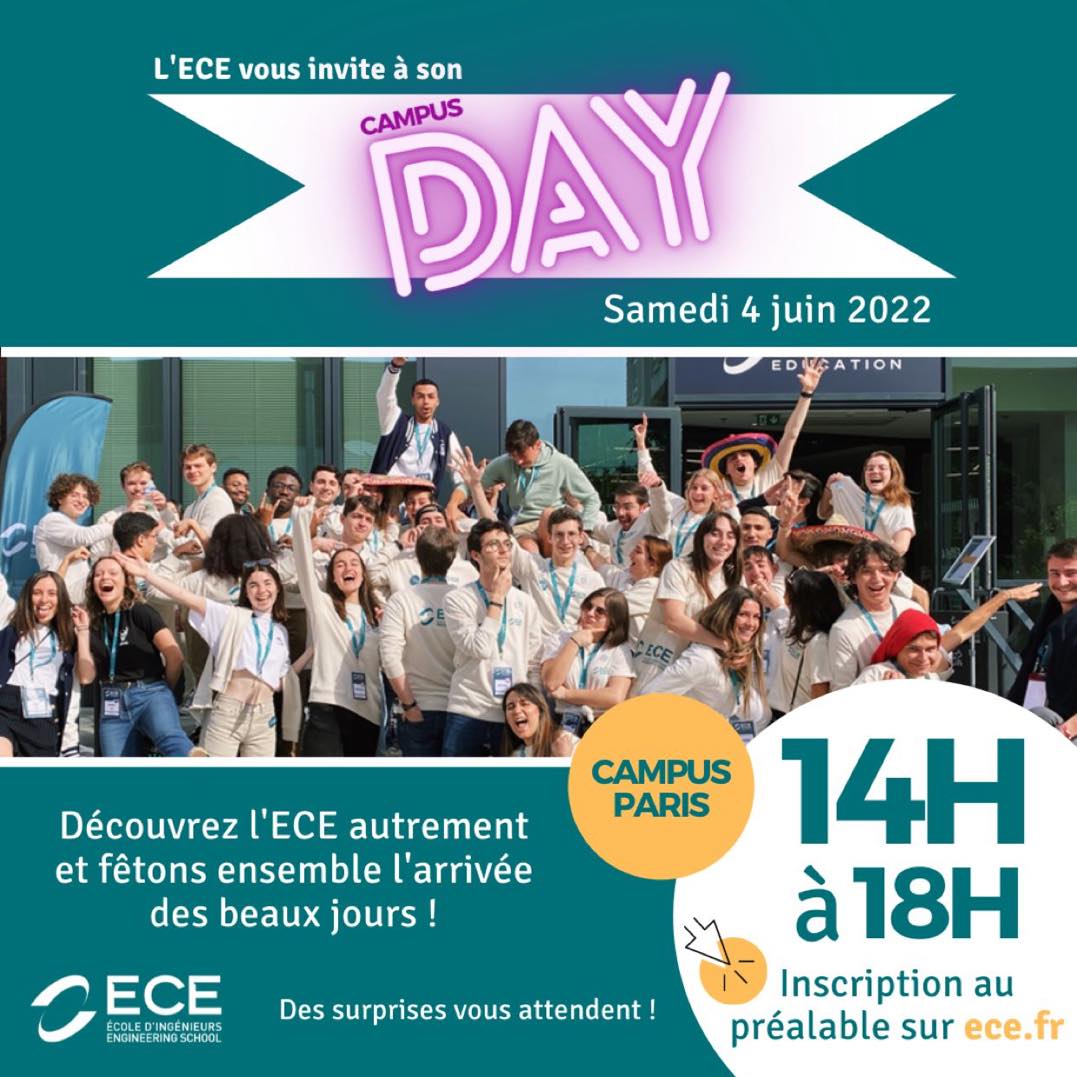 L'ECE vous invite à son
CAMPUS
DAY
Samedi 4 juin 2022
EDUCATION
ECE
CAMPUS
PARIS
14H
à 18H
Découvrez l'ECE autrement
et fêtons ensemble l'arrivée
des beaux jours !
Inscription au
préalable sur ece.fr
ECE
ÉCOLE D'INGÉNIEURS
ENGINEERING SCHOOL
Des surprises vous attendent !